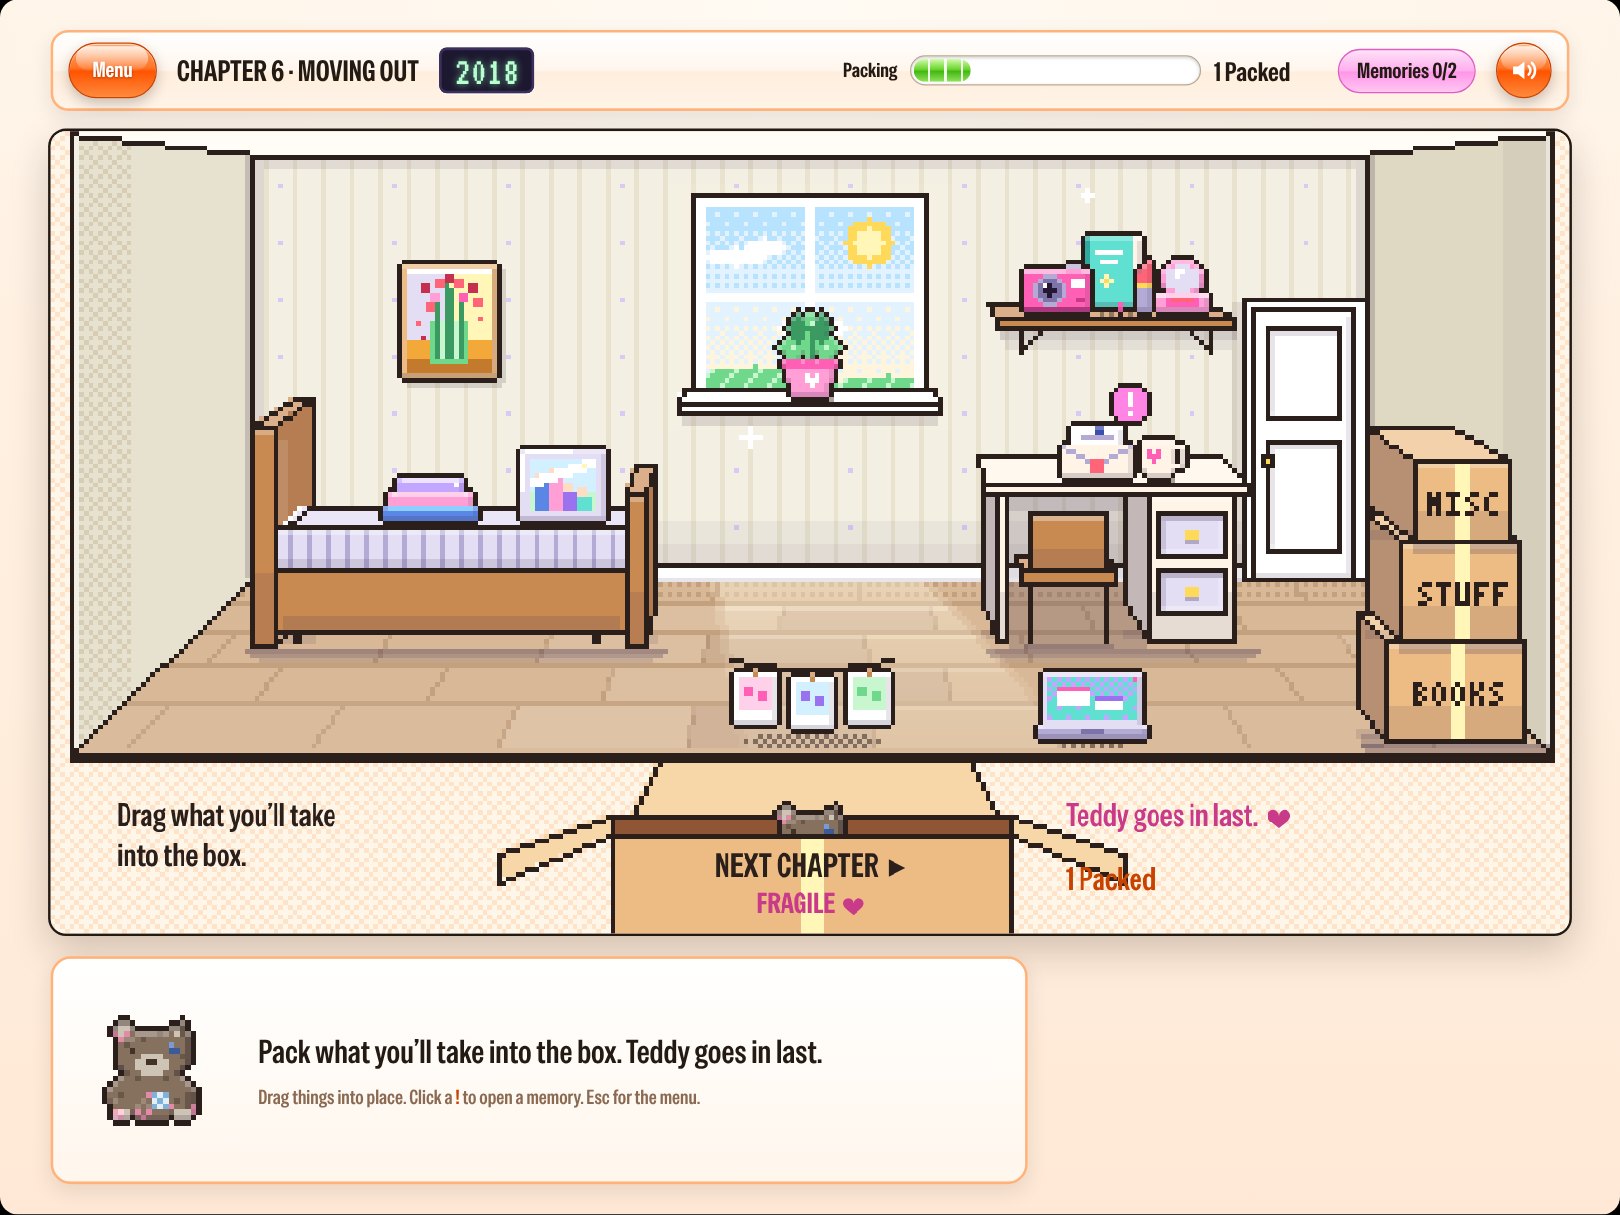 Menu
CHAPTER 6 · MOVING OUT
2018
Packing
1 Packed
Memories 0/2
!
MISC
STUFF
BOOKS
Drag what you’ll take
into the box.
Teddy goes in last. ♥
1 Packed
NEXT CHAPTER ►
FRAGILE ♥
Pack what you’ll take into the box. Teddy goes in last.
Drag things into place. Click a ! to open a memory. Esc for the menu.